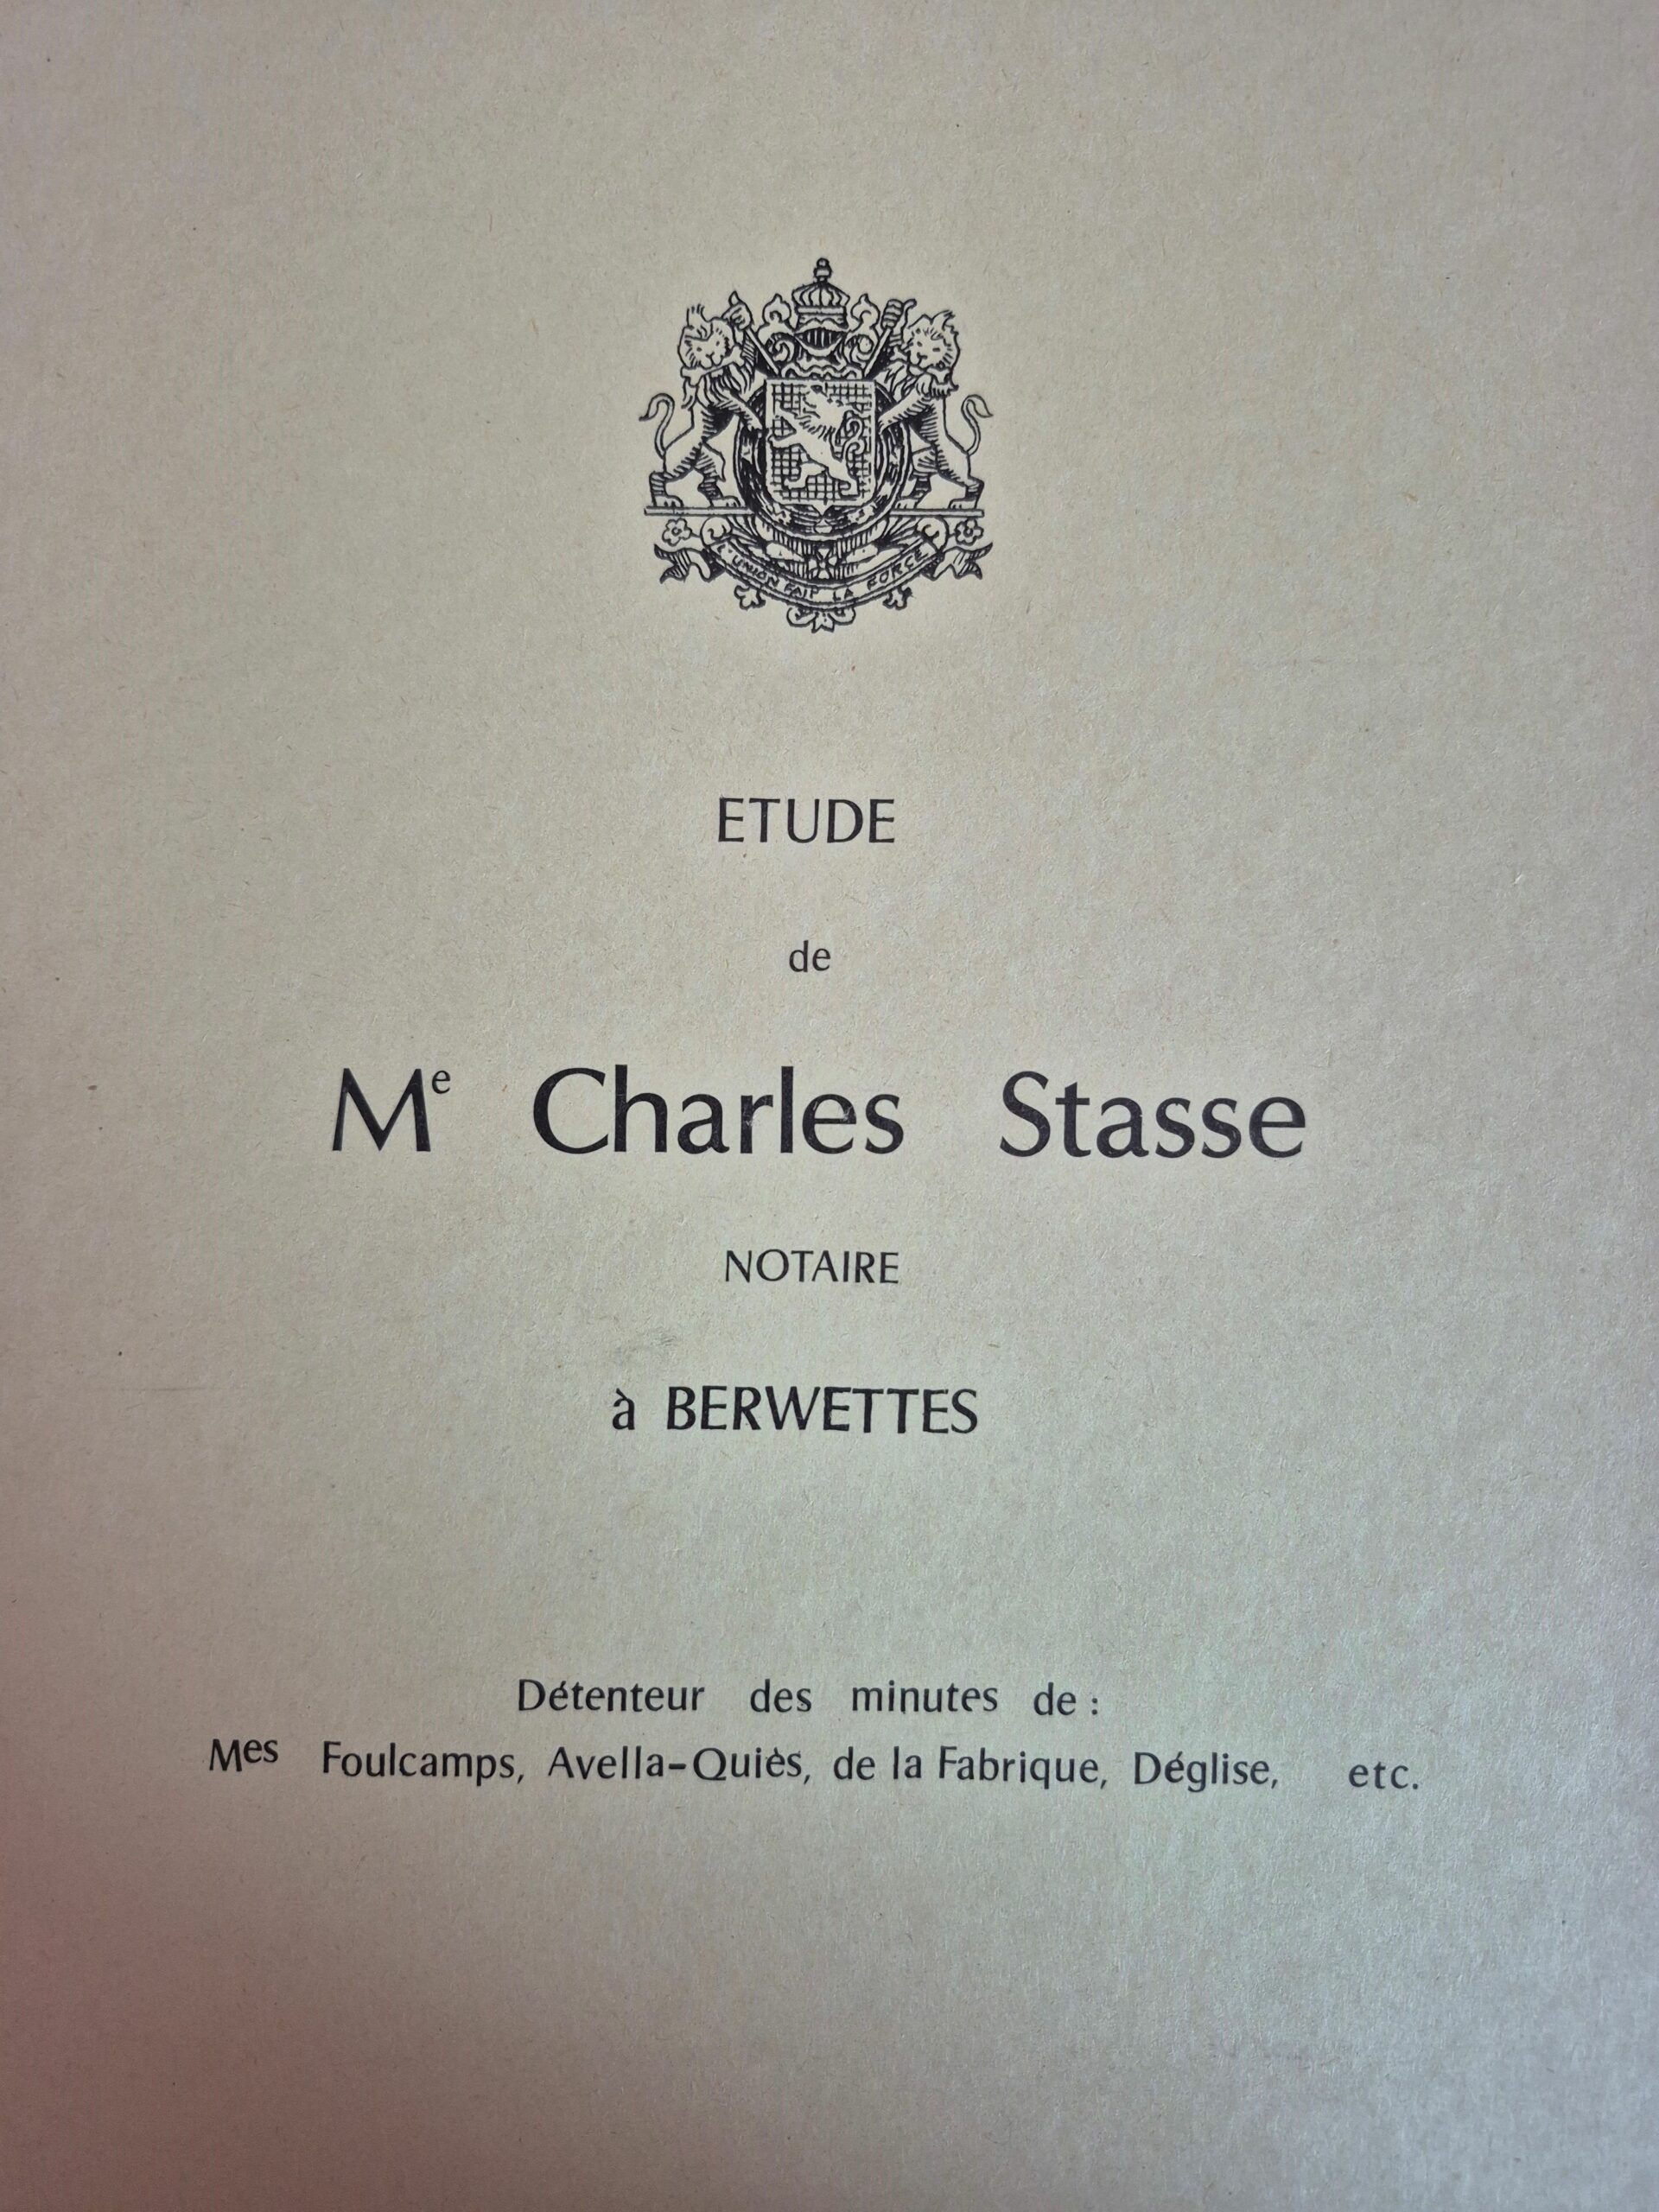 L'UNION FAIT LA FORCE
ETUDE
de
Me Charles Stasse
NOTAIRE
à BERWETTES
Détenteur des minutes de :
Mes Foulcamps, Avella-Quiès, de la Fabrique, Déglise, etc.